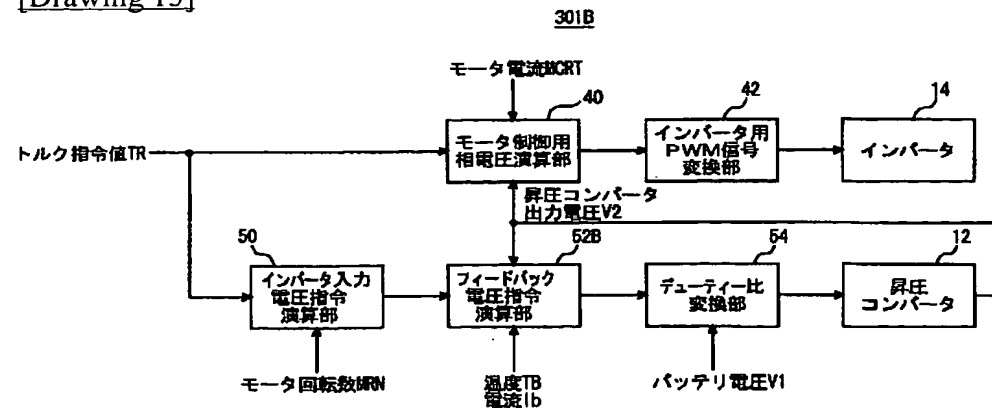 [Drawing 15]
301B
モータ電流MCRT
40
42
14
トルク指令値TR
モータ制御用
相電圧演算部
インバータ用
PWM信号
変換部
インバータ
昇圧コンバータ
出力電圧V2
50
52B
54
12
インバータ入力
電圧指令
演算部
フィードバック
電圧指令
演算部
デューティー比
変換部
昇圧
コンバータ
モータ回転数MRN
温度TB
電流Ib
バッテリ電圧V1